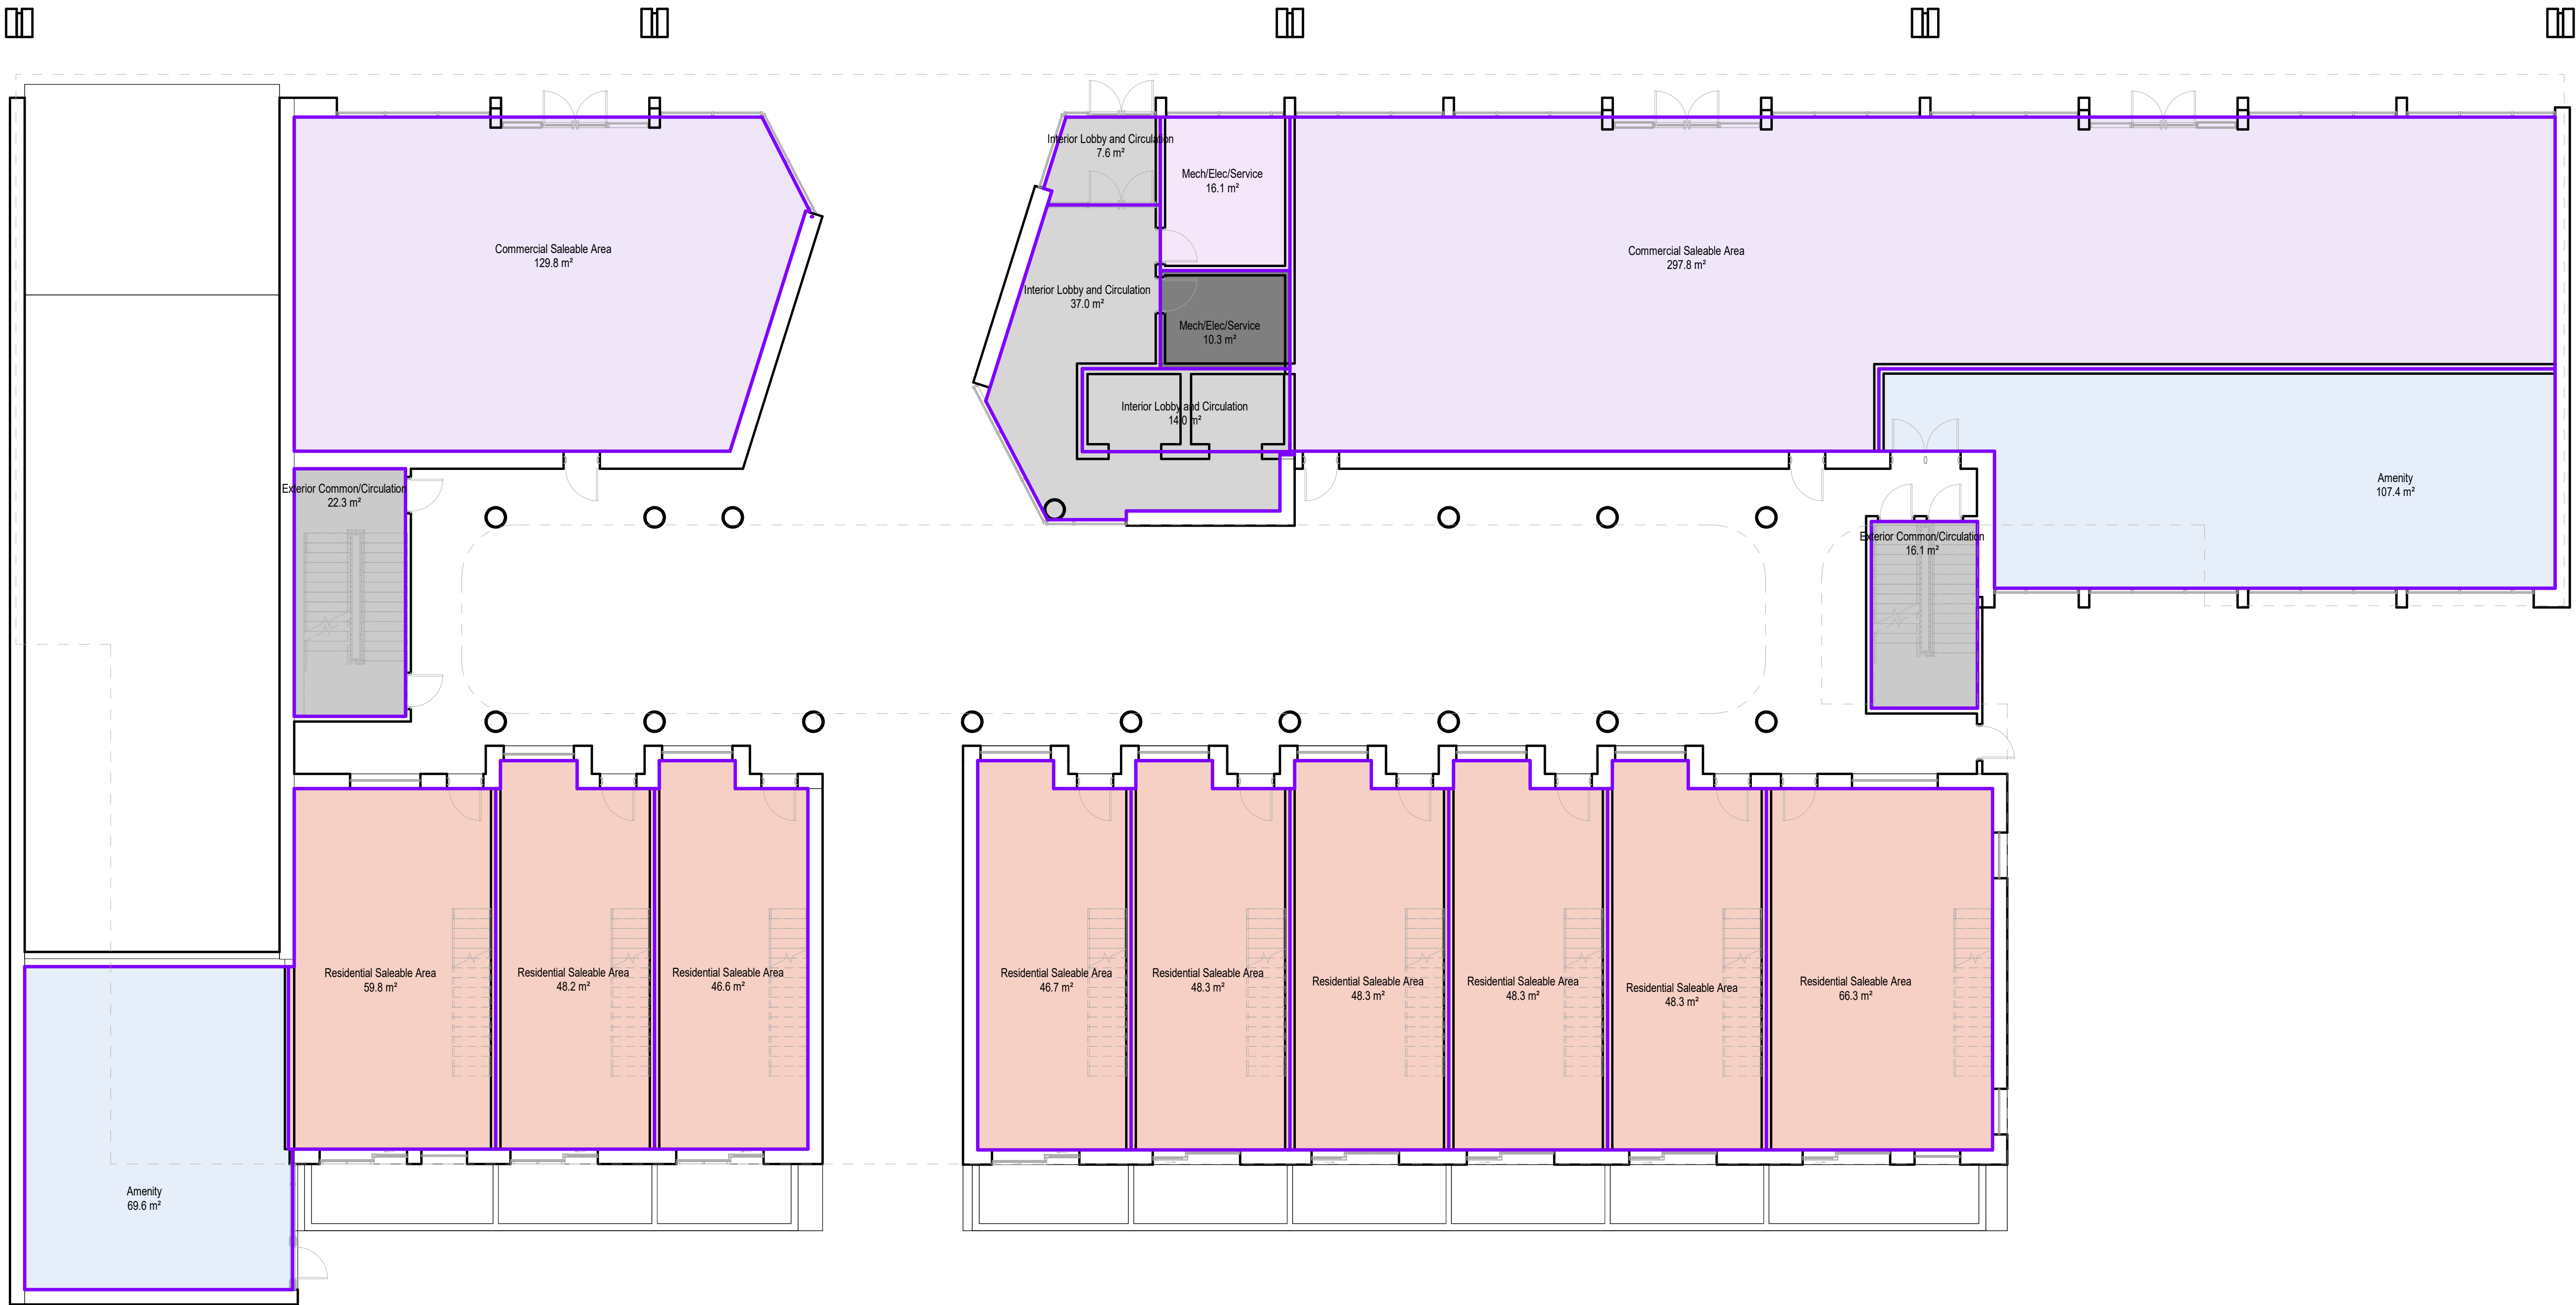 Interior Lobby and Circulation
7.6 m²
Mech/Elec/Service
16.1 m²
Commercial Saleable Area
129.8 m²
Commercial Saleable Area
297.8 m²
Interior Lobby and Circulation
37.0 m²
Mech/Elec/Service
10.3 m²
Interior Lobby and Circulation
14.0 m²
Amenity
107.4 m²
Exterior Common/Circulation
22.3 m²
Exterior Common/Circulation
16.1 m²
Residential Saleable Area
59.8 m²
Residential Saleable Area
48.2 m²
Residential Saleable Area
46.6 m²
Residential Saleable Area
46.7 m²
Residential Saleable Area
48.3 m²
Residential Saleable Area
48.3 m²
Residential Saleable Area
48.3 m²
Residential Saleable Area
48.3 m²
Residential Saleable Area
66.3 m²
Amenity
69.6 m²